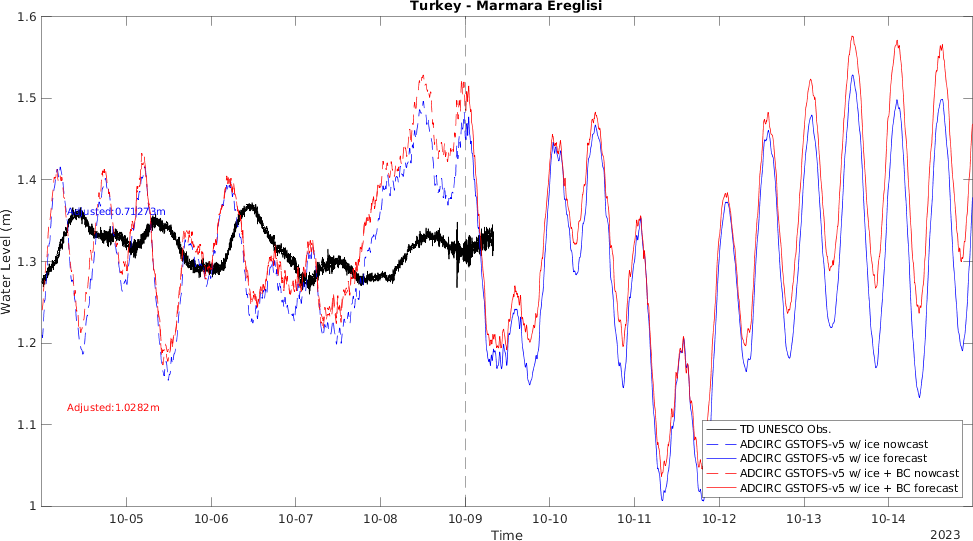 Turkey - Marmara Ereglisi
Water Level (m)
1.6
1.5
1.4
1.3
1.2
1.1
1
Adjusted:0.71273m
Adjusted:1.0282m
TD UNESCO Obs.
ADCIRC GSTOFS-v5 w/ ice nowcast
ADCIRC GSTOFS-v5 w/ ice forecast
ADCIRC GSTOFS-v5 w/ ice + BC nowcast
ADCIRC GSTOFS-v5 w/ ice + BC forecast
10-05 10-06 10-07 10-08 10-09 10-10 10-11 10-12 10-13 10-14
Time
2023